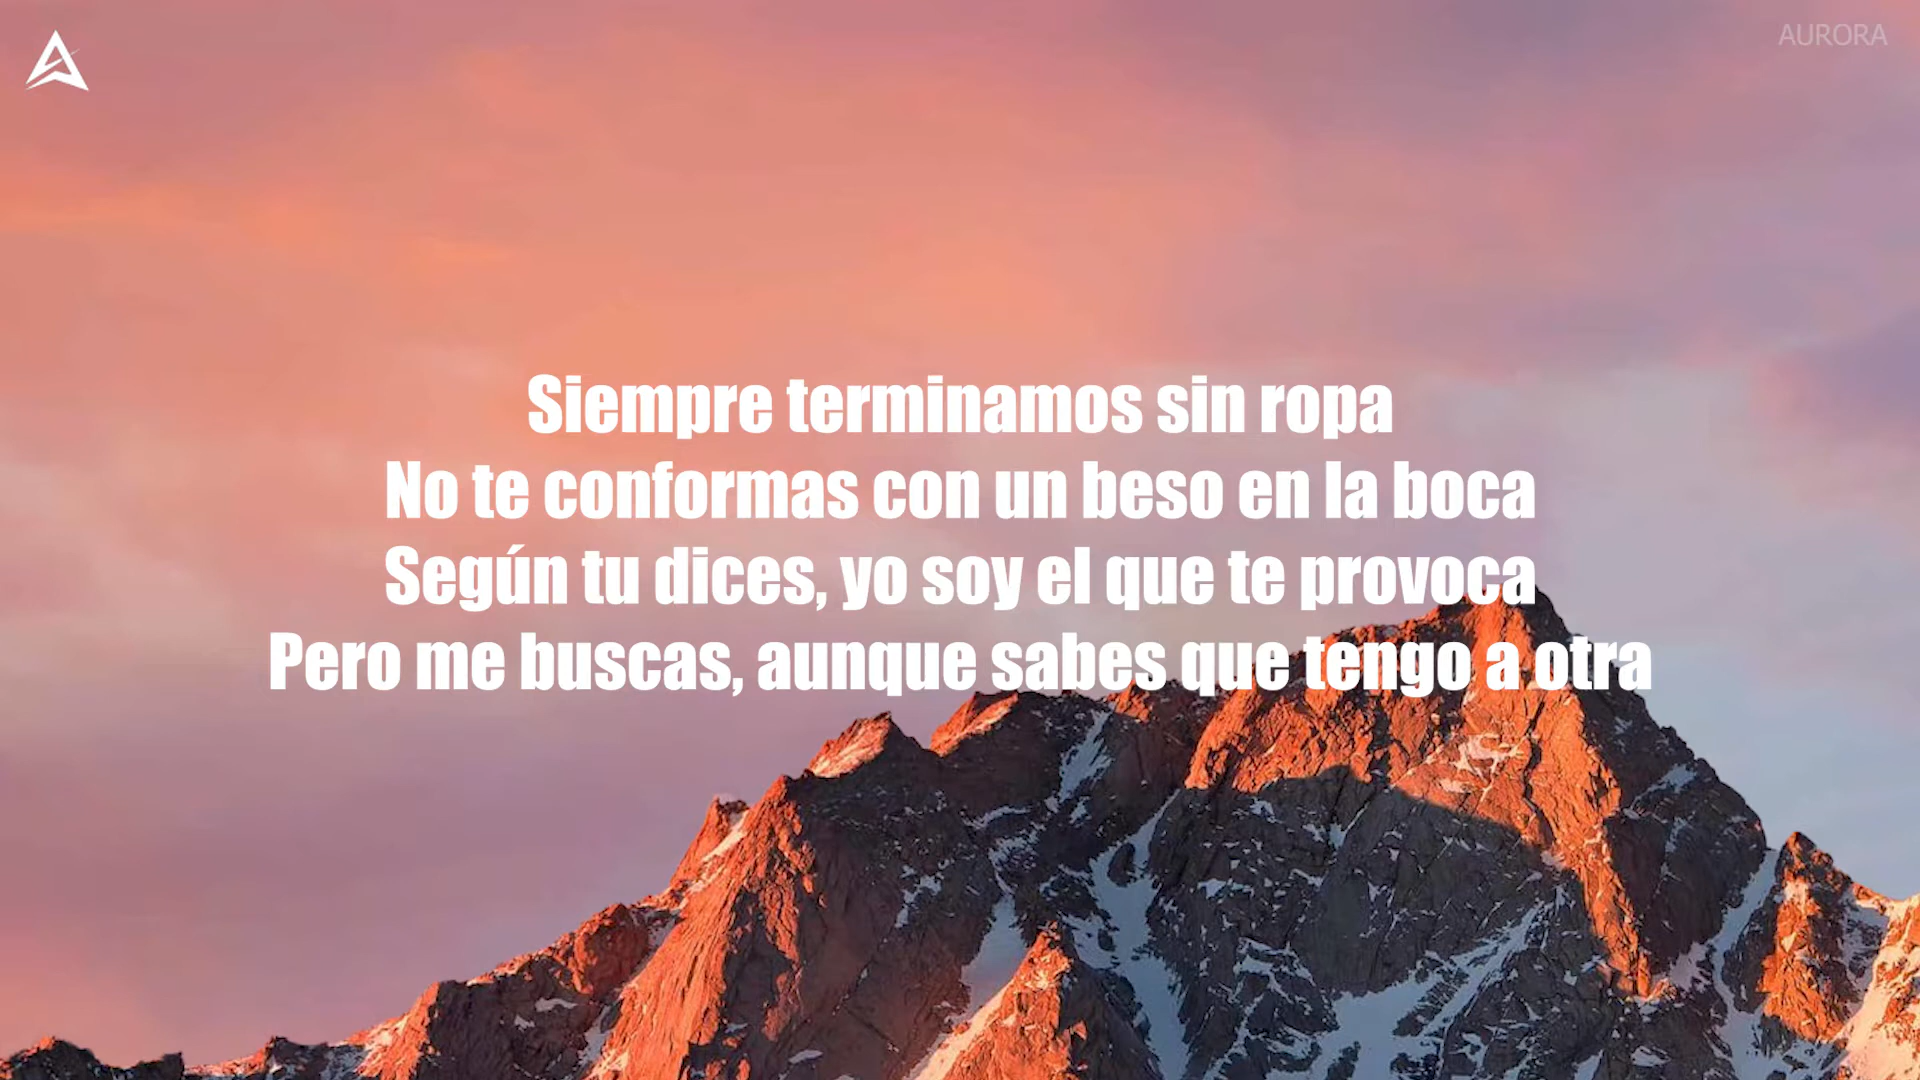 AURORA
Siempre terminamos sin ropa
No te conformas con un beso en la boca
Según tu dices, yo soy el que te provoca
Pero me buscas, aunque sabes que tengo a otra